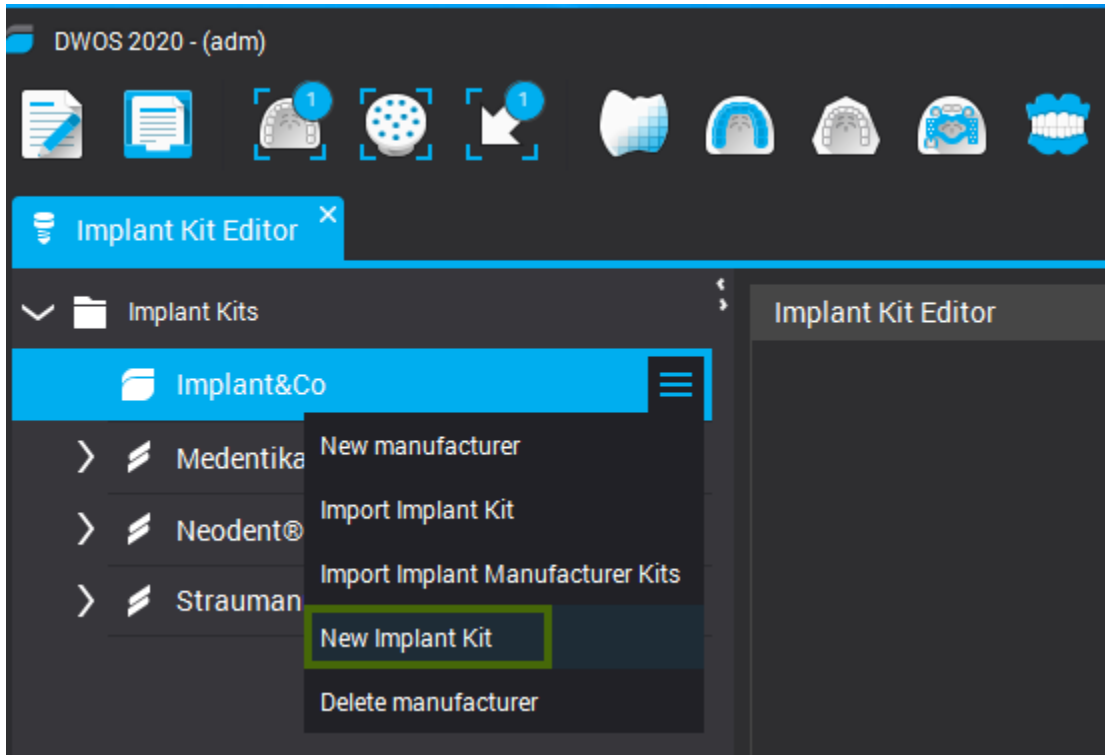 DWOS 2020 - (adm)
1
1
Implant Kit Editor
Implant Kits
Implant Kit Editor
Implant&Co
New manufacturer
Medentika
Import Implant Kit
Neodent®
Import Implant Manufacturer Kits
Strauman
New Implant Kit
Delete manufacturer